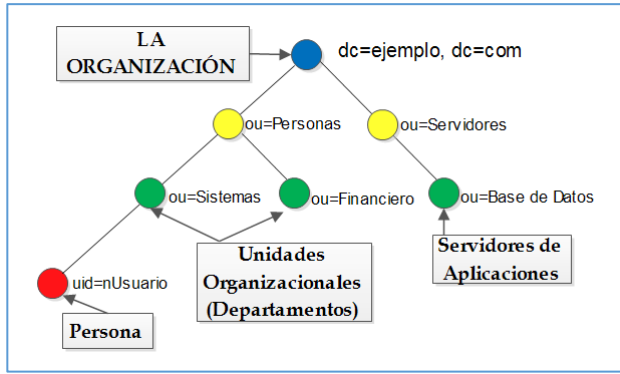 LA
ORGANIZACIÓN
dc=ejemplo, dc=com
ou=Personas
ou=Servidores
ou=Sistemas
ou=Financiero
ou=Base de Datos
Unidades
Organizacionales
(Departamentos)
Servidores de
Aplicaciones
uid=nUsuario
Persona